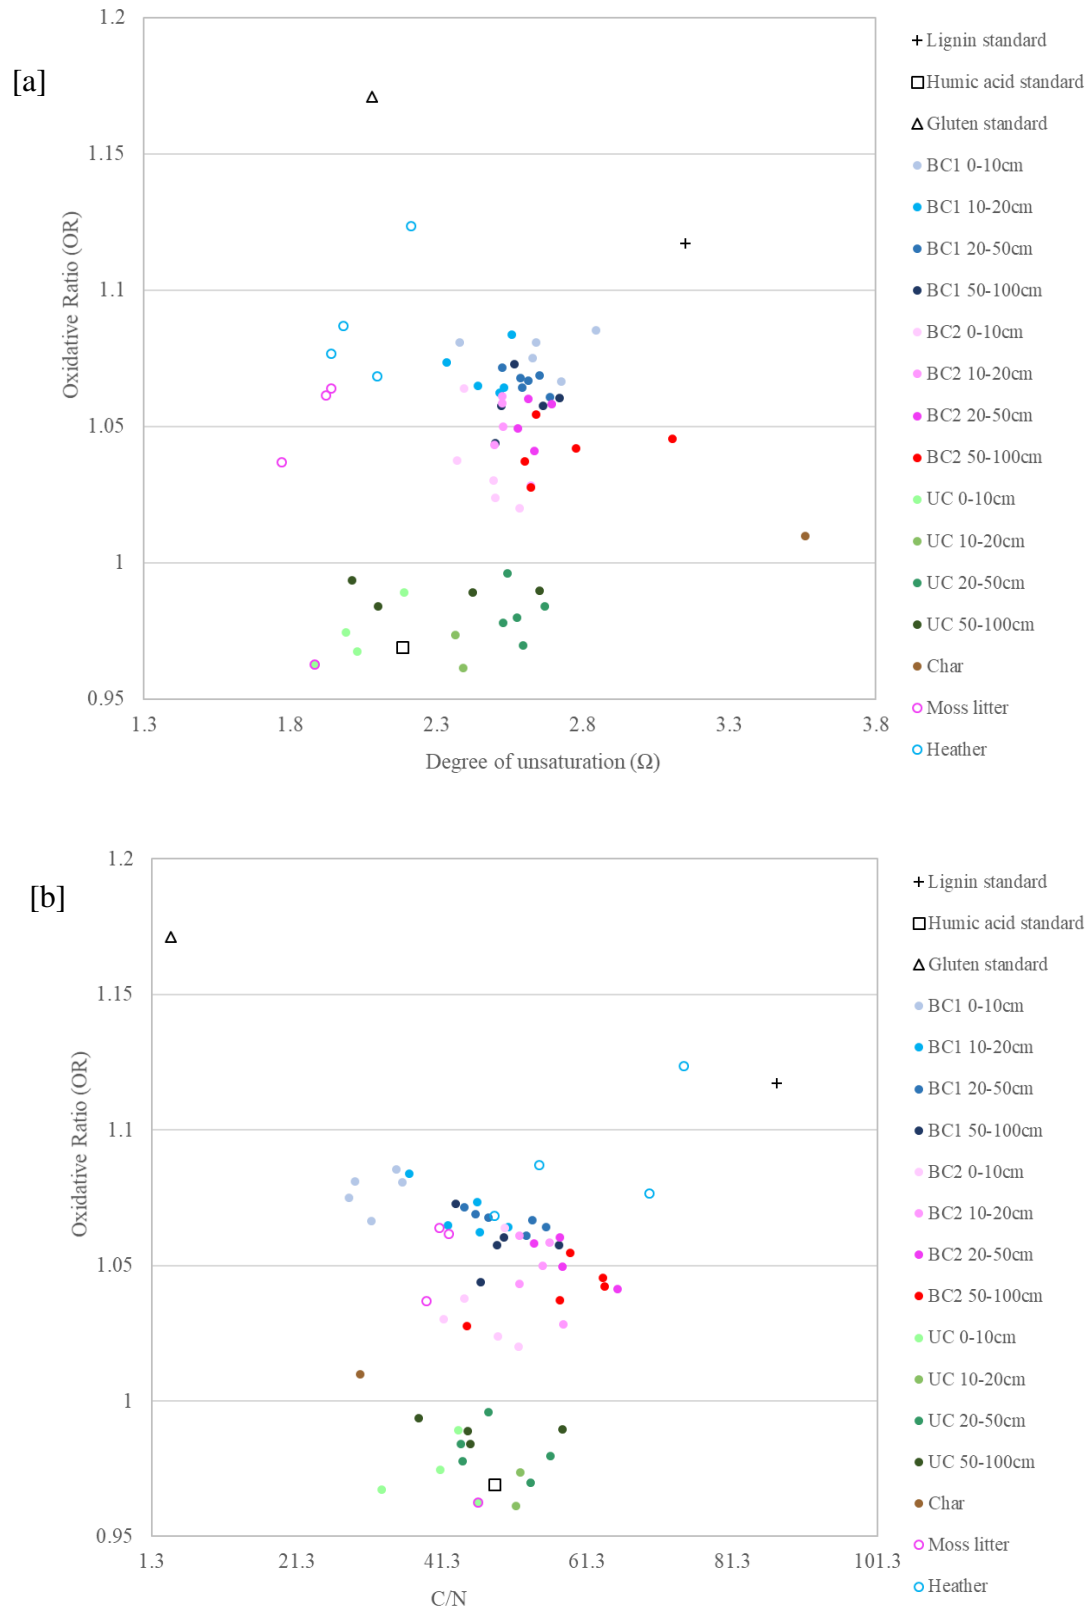 [a]
1.2
1.15
1.1
1.05
1
0.95
Oxidative Ratio (OR)
1.3 1.8 2.3 2.8 3.3 3.8
Degree of unsaturation (Ω)
Lignin standard
Humic acid standard
Gluten standard
BC1 0-10cm
BC1 10-20cm
BC1 20-50cm
BC1 50-100cm
BC2 0-10cm
BC2 10-20cm
BC2 20-50cm
BC2 50-100cm
UC 0-10cm
UC 10-20cm
UC 20-50cm
UC 50-100cm
Char
Moss litter
Heather
[b]
1.2
1.15
1.1
1.05
1
0.95
Oxidative Ratio (OR)
1.3 21.3 41.3 61.3 81.3 101.3
C/N
Lignin standard
Humic acid standard
Gluten standard
BC1 0-10cm
BC1 10-20cm
BC1 20-50cm
BC1 50-100cm
BC2 0-10cm
BC2 10-20cm
BC2 20-50cm
BC2 50-100cm
UC 0-10cm
UC 10-20cm
UC 20-50cm
UC 50-100cm
Char
Moss litter
Heather